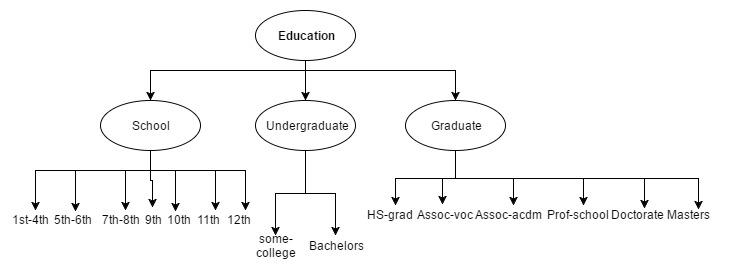 Education
School
Undergraduate
Graduate
1st-4th 5th-6th 7th-8th 9th 10th 11th 12th
some-
college
Bachelors
HS-grad Assoc-voc Assoc-acdm Prof-school Doctorate Masters